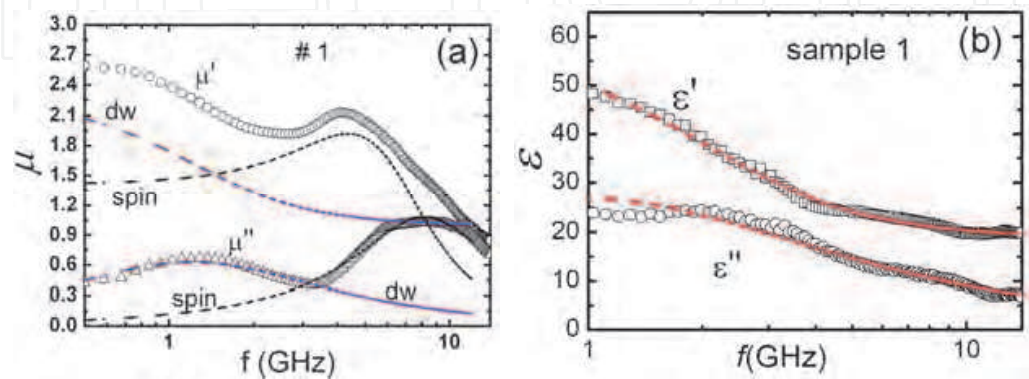 3.0
2.7
2.4
2.1
1.8
1.5
1.2
0.9
0.6
0.3
0.0
μ
# 1
(a)
μ'
dw
spin
μ''
spin
dw
1
10
f (GHz)
60
50
40
30
20
10
0
ε
sample 1
(b)
ε'
ε''
1
10
f(GHz)